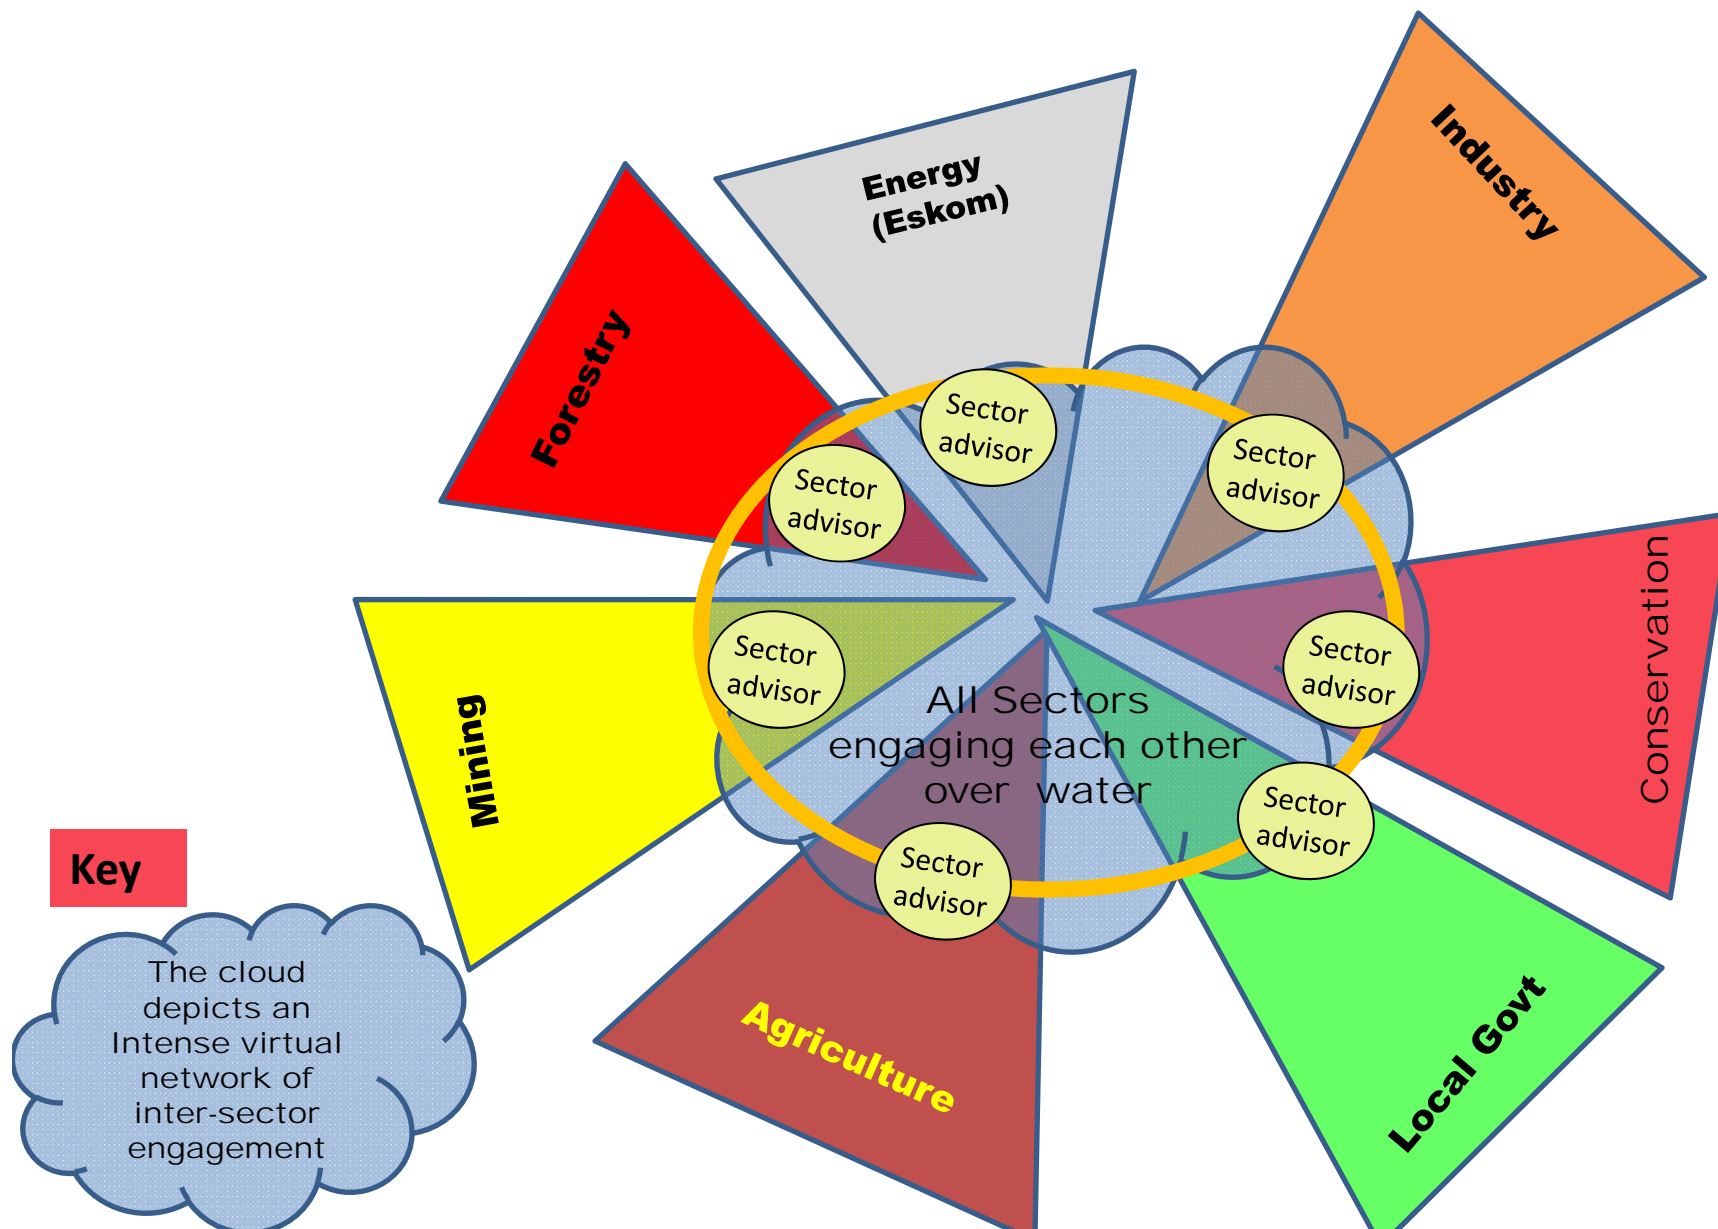 Energy
(Eskom)
Industry
Forestry
Sector
advisor
Sector
advisor
Sector
advisor
Conservation
Sector
advisor
Sector
advisor
Mining
All Sectors
engaging each other
over water
Sector
advisor
Sector
advisor
Agriculture
Local Govt
Key
The cloud
depicts an
Intense virtual
network of
inter-sector
engagement